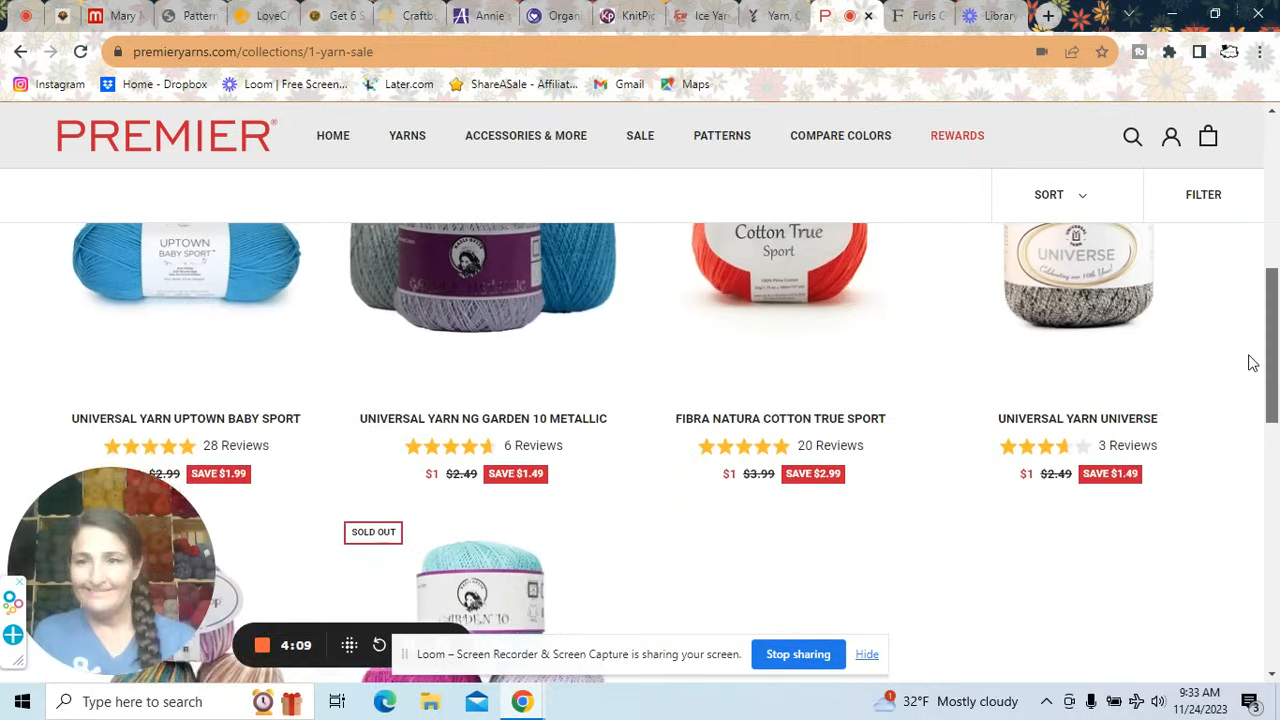 Mary
Pattern
LoveCr
Get 6
Craftbu
Annie's
Organi
KnitPic
Ice Yar
Yarn, C
Furls C
Library
premieryarns.com/collections/1-yarn-sale
Instagram
Home - Dropbox
Loom | Free Screen...
Later.com
ShareASale - Affiliat...
Gmail
Maps
PREMIER®
HOME
YARNS
ACCESSORIES & MORE
SALE
PATTERNS
COMPARE COLORS
REWARDS
SORT
FILTER
UPTOWN
BABY SPORT
Cotton True
Sport
UNIVERSE
UNIVERSAL YARN UPTOWN BABY SPORT
28 Reviews
$2.99 SAVE $1.99
UNIVERSAL YARN NG GARDEN 10 METALLIC
6 Reviews
$1 $2.49 SAVE $1.49
FIBRA NATURA COTTON TRUE SPORT
20 Reviews
$1 $3.99 SAVE $2.99
UNIVERSAL YARN UNIVERSE
3 Reviews
$1 $2.49 SAVE $1.49
SOLD OUT
GARDEN 10
4:09
Loom – Screen Recorder & Screen Capture is sharing your screen.
Stop sharing
Hide
Type here to search
1
32°F Mostly cloudy
9:33 AM
11/24/2023
3